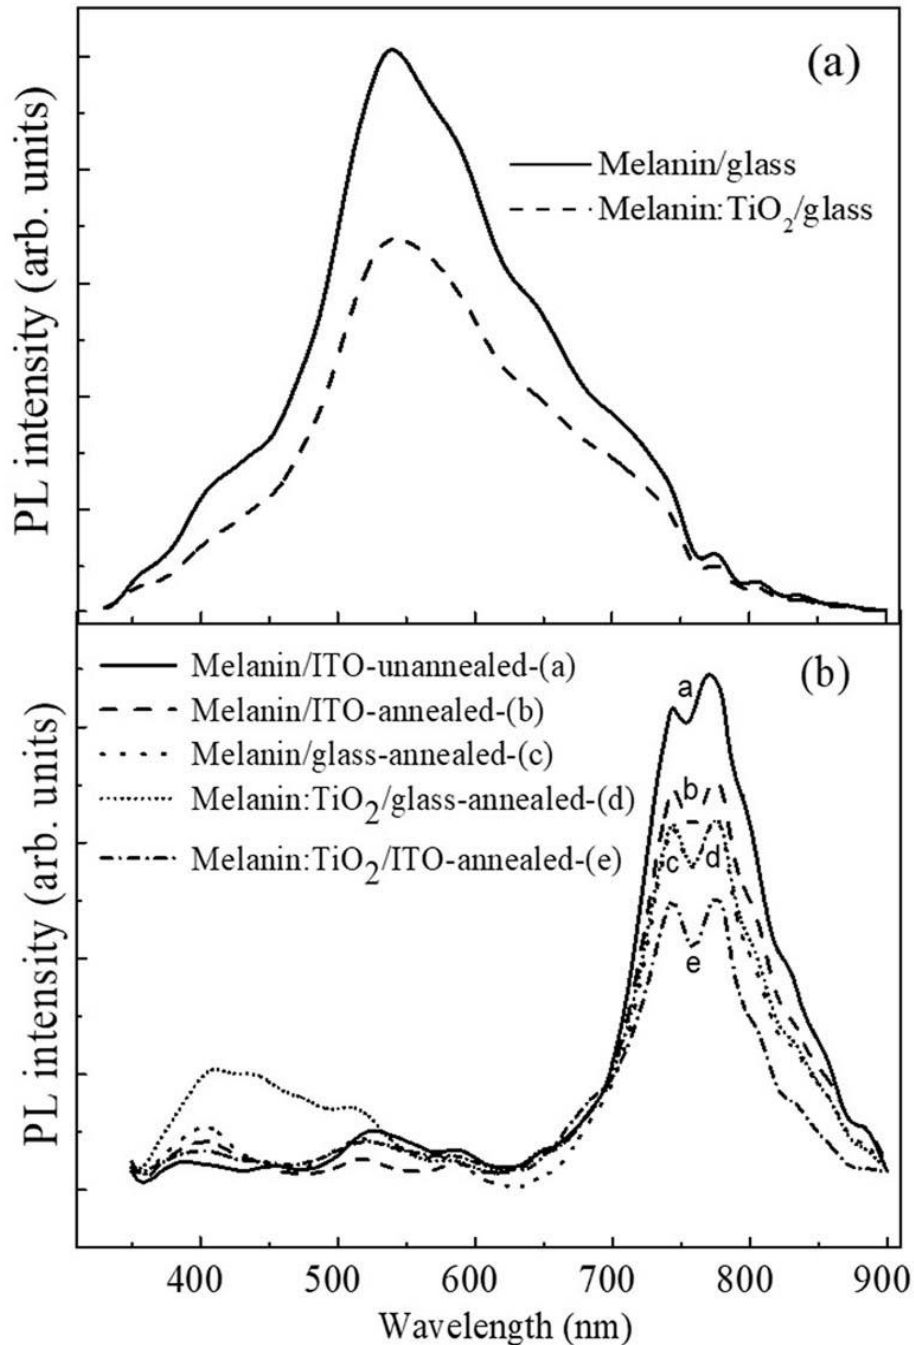 (a)
Melanin/glass
Melanin:TiO₂/glass
PL intensity (arb. units)
Melanin/ITO-unannealed-(a)
(b)
Melanin/ITO-annealed-(b)
Melanin/glass-annealed-(c)
Melanin:TiO₂/glass-annealed-(d)
Melanin:TiO₂/ITO-annealed-(e)
a
b
c
d
e
PL intensity (arb. units)
400 500 600 700 800 900
Wavelength (nm)